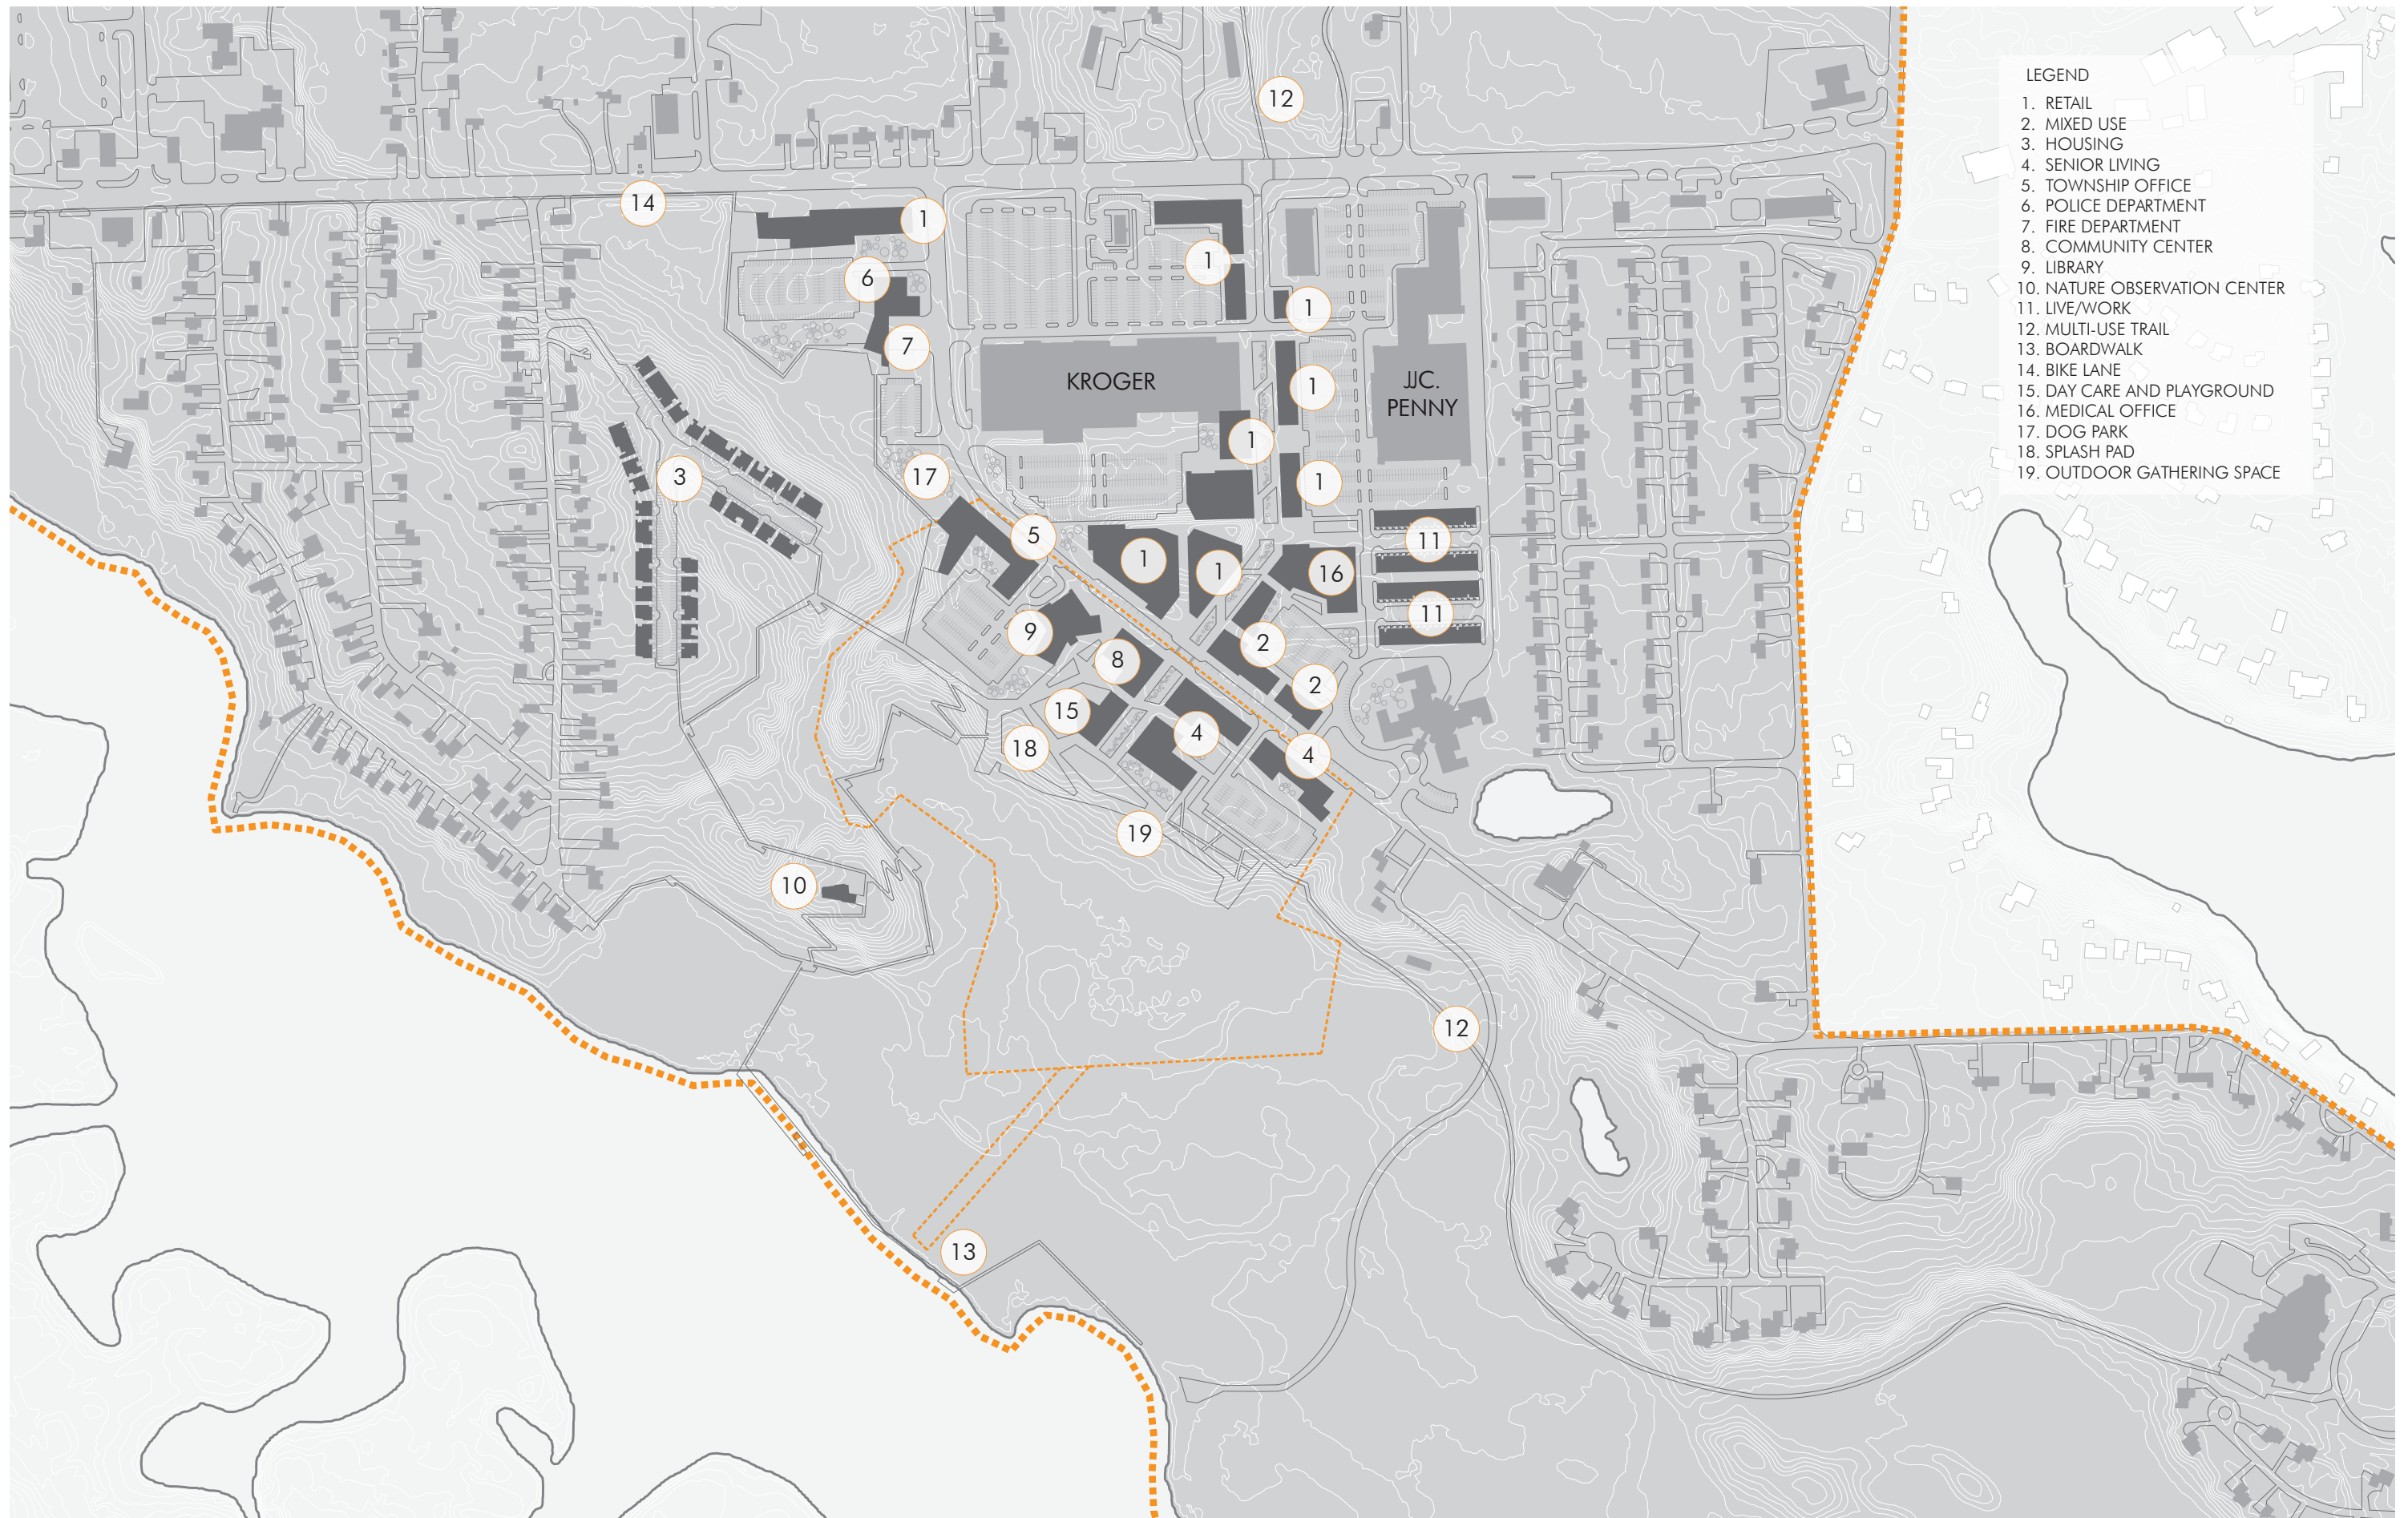 12
LEGEND
1. RETAIL
2. MIXED USE
3. HOUSING
4. SENIOR LIVING
5. TOWNSHIP OFFICE
6. POLICE DEPARTMENT
7. FIRE DEPARTMENT
8. COMMUNITY CENTER
9. LIBRARY
10. NATURE OBSERVATION CENTER
11. LIVE/WORK
12. MULTI-USE TRAIL
13. BOARDWALK
14. BIKE LANE
15. DAY CARE AND PLAYGROUND
16. MEDICAL OFFICE
17. DOG PARK
18. SPLASH PAD
19. OUTDOOR GATHERING SPACE
14
1
1
6
1
7
KROGER
1
JJC.
PENNY
1
3
17
1
5
11
1
1
16
11
9
2
8
2
15
4
18
4
19
10
12
13